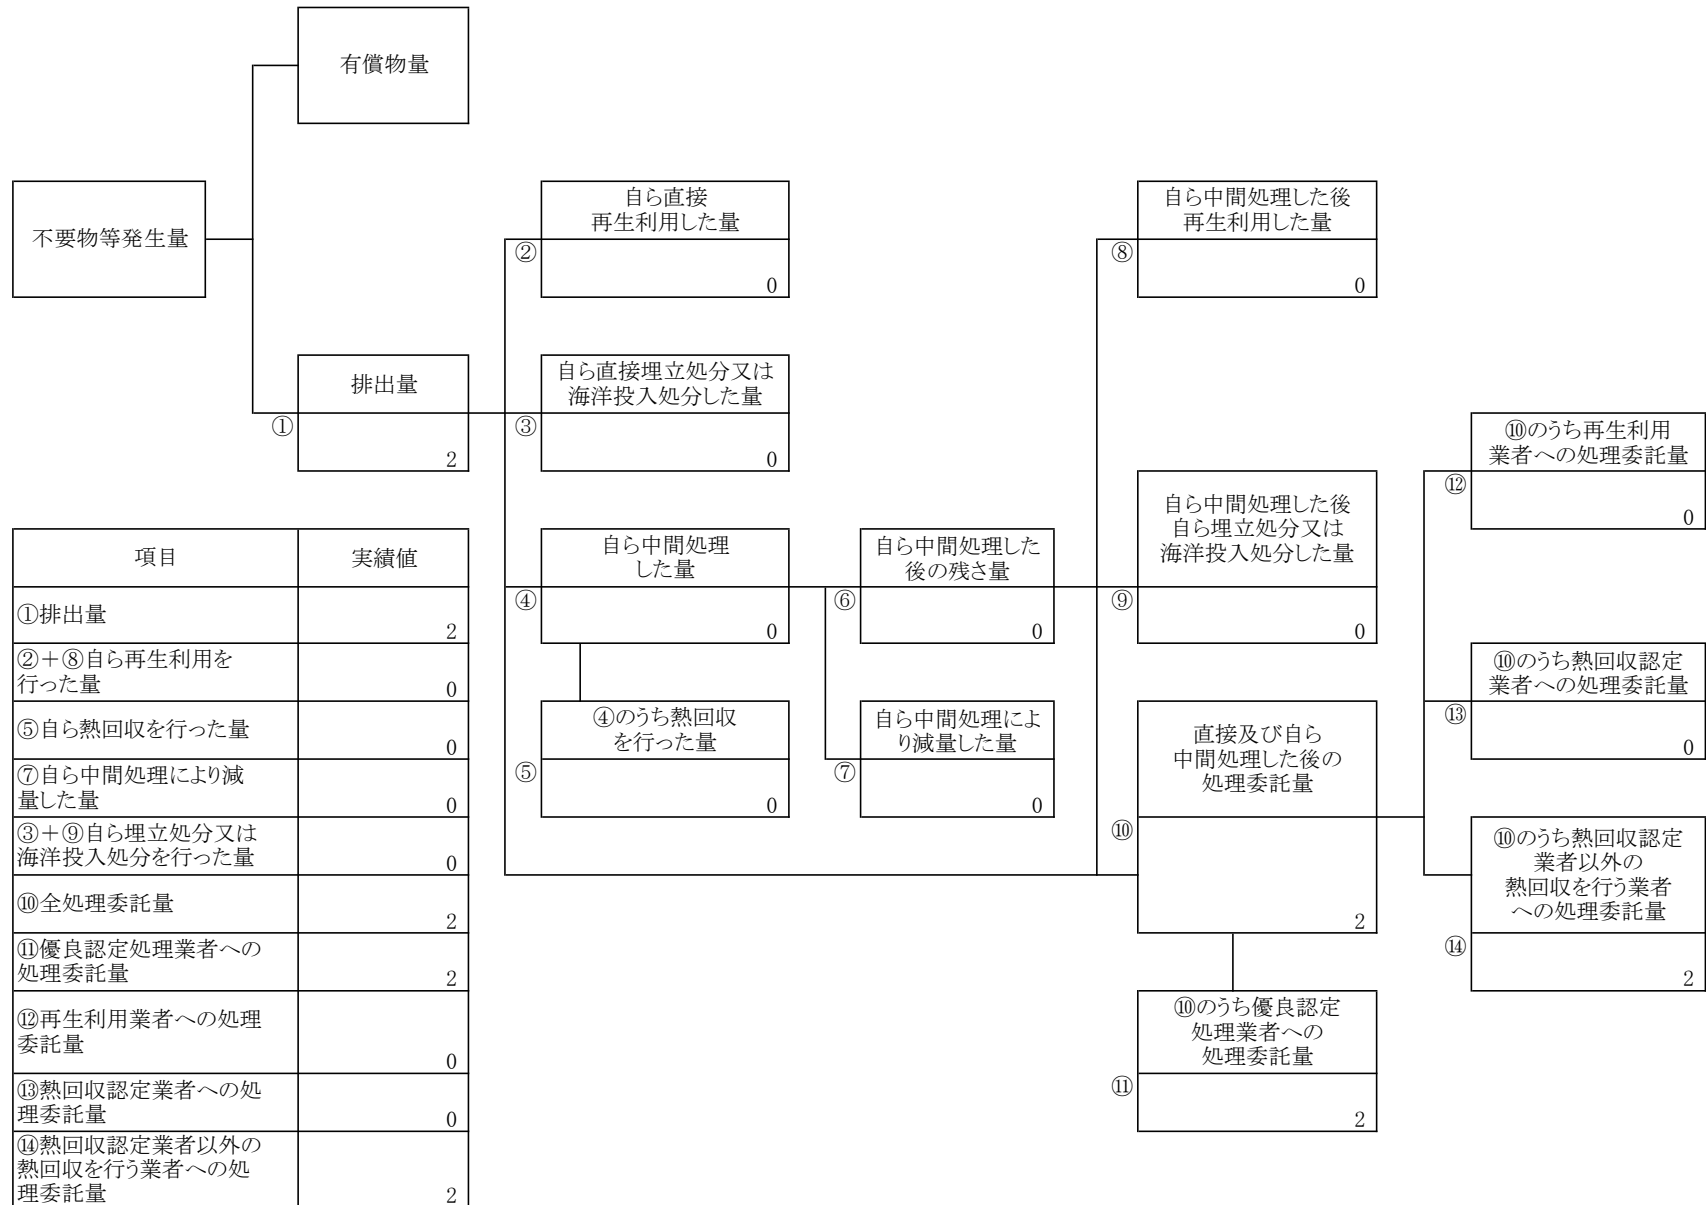 有償物量
不要物等発生量
自ら直接
再生利用した量
②
0
自ら中間処理した後
再生利用した量
⑧
0
排出量
①
2
自ら直接埋立処分又は
海洋投入処分した量
③
0
⑩のうち再生利用
業者への処理委託量
⑫
0
自ら中間処理した後
自ら埋立処分又は
海洋投入処分した量
⑨
0
自ら中間処理
した量
④
0
自ら中間処理した
後の残さ量
⑥
0
④のうち熱回収
を行った量
⑤
0
自ら中間処理によ
り減量した量
⑦
0
直接及び自ら
中間処理した後の
処理委託量
⑩
2
⑩のうち熱回収認定
業者への処理委託量
⑬
0
⑩のうち熱回収認定
業者以外の
熱回収を行う業者
への処理委託量
⑭
2
⑩のうち優良認定
処理業者への
処理委託量
⑪
2
項目 実績値
①排出量
2
②+⑧自ら再生利用を
行った量 0
⑤自ら熱回収を行った量
0
⑦自ら中間処理により減
量した量 0
③+⑨自ら埋立処分又は
海洋投入処分を行った量 0
⑩全処理委託量
2
⑪優良認定処理業者への
処理委託量 2
⑫再生利用業者への処理
委託量
0
⑬熱回収認定業者への処
理委託量 0
⑭熱回収認定業者以外の
熱回収を行う業者への処
理委託量 2